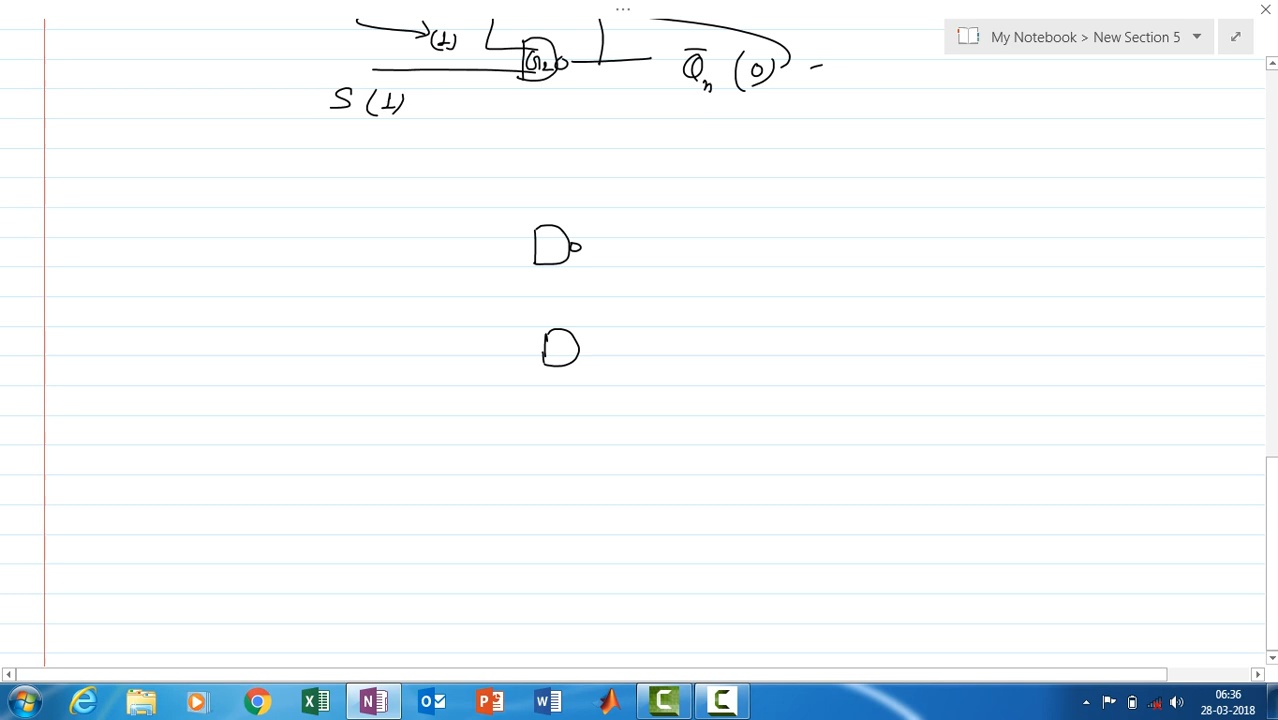 ...
My Notebook > New Section 5
(1)
G₂
Q̅n (0)
S (1)
06:36
28-03-2018